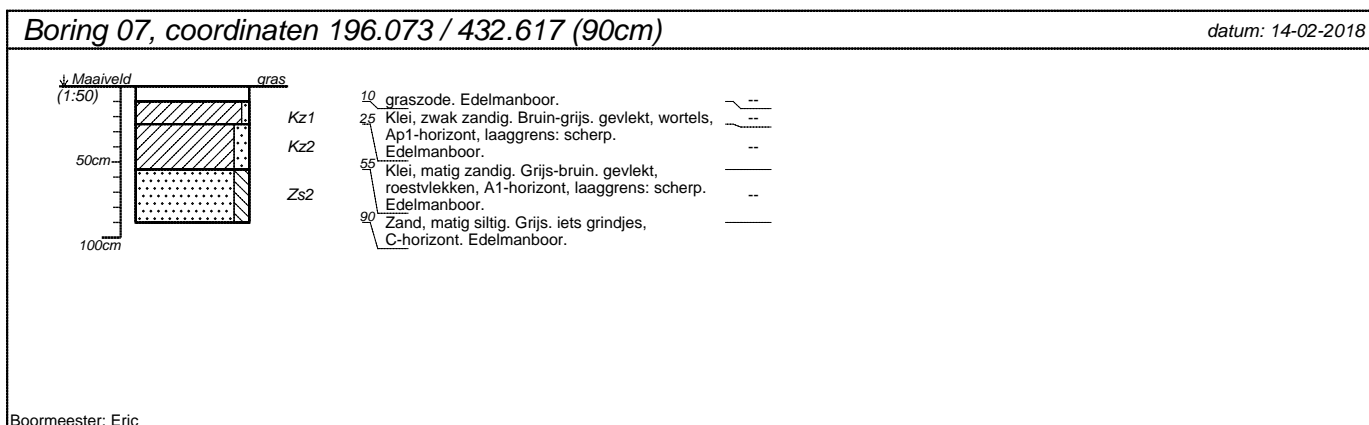 Boring 07, coordinaten 196.073 / 432.617 (90cm)
datum: 14-02-2018
Maaiveld
gras
(1:50)
50cm
100cm
Kz1
Kz2
Zs2
10 graszode. Edelmanboor.
--
25 Klei, zwak zandig. Bruin-grijs. gevlekt, wortels,
--
Ap1-horizont, laaggrens: scherp.
Edelmanboor.
--
55 Klei, matig zandig. Grijs-bruin. gevlekt,
roestvlekken, A1-horizont, laaggrens: scherp.
--
Edelmanboor.
90 Zand, matig siltig. Grijs. iets grindjes,
C-horizont. Edelmanboor.
Boormeester: Eric